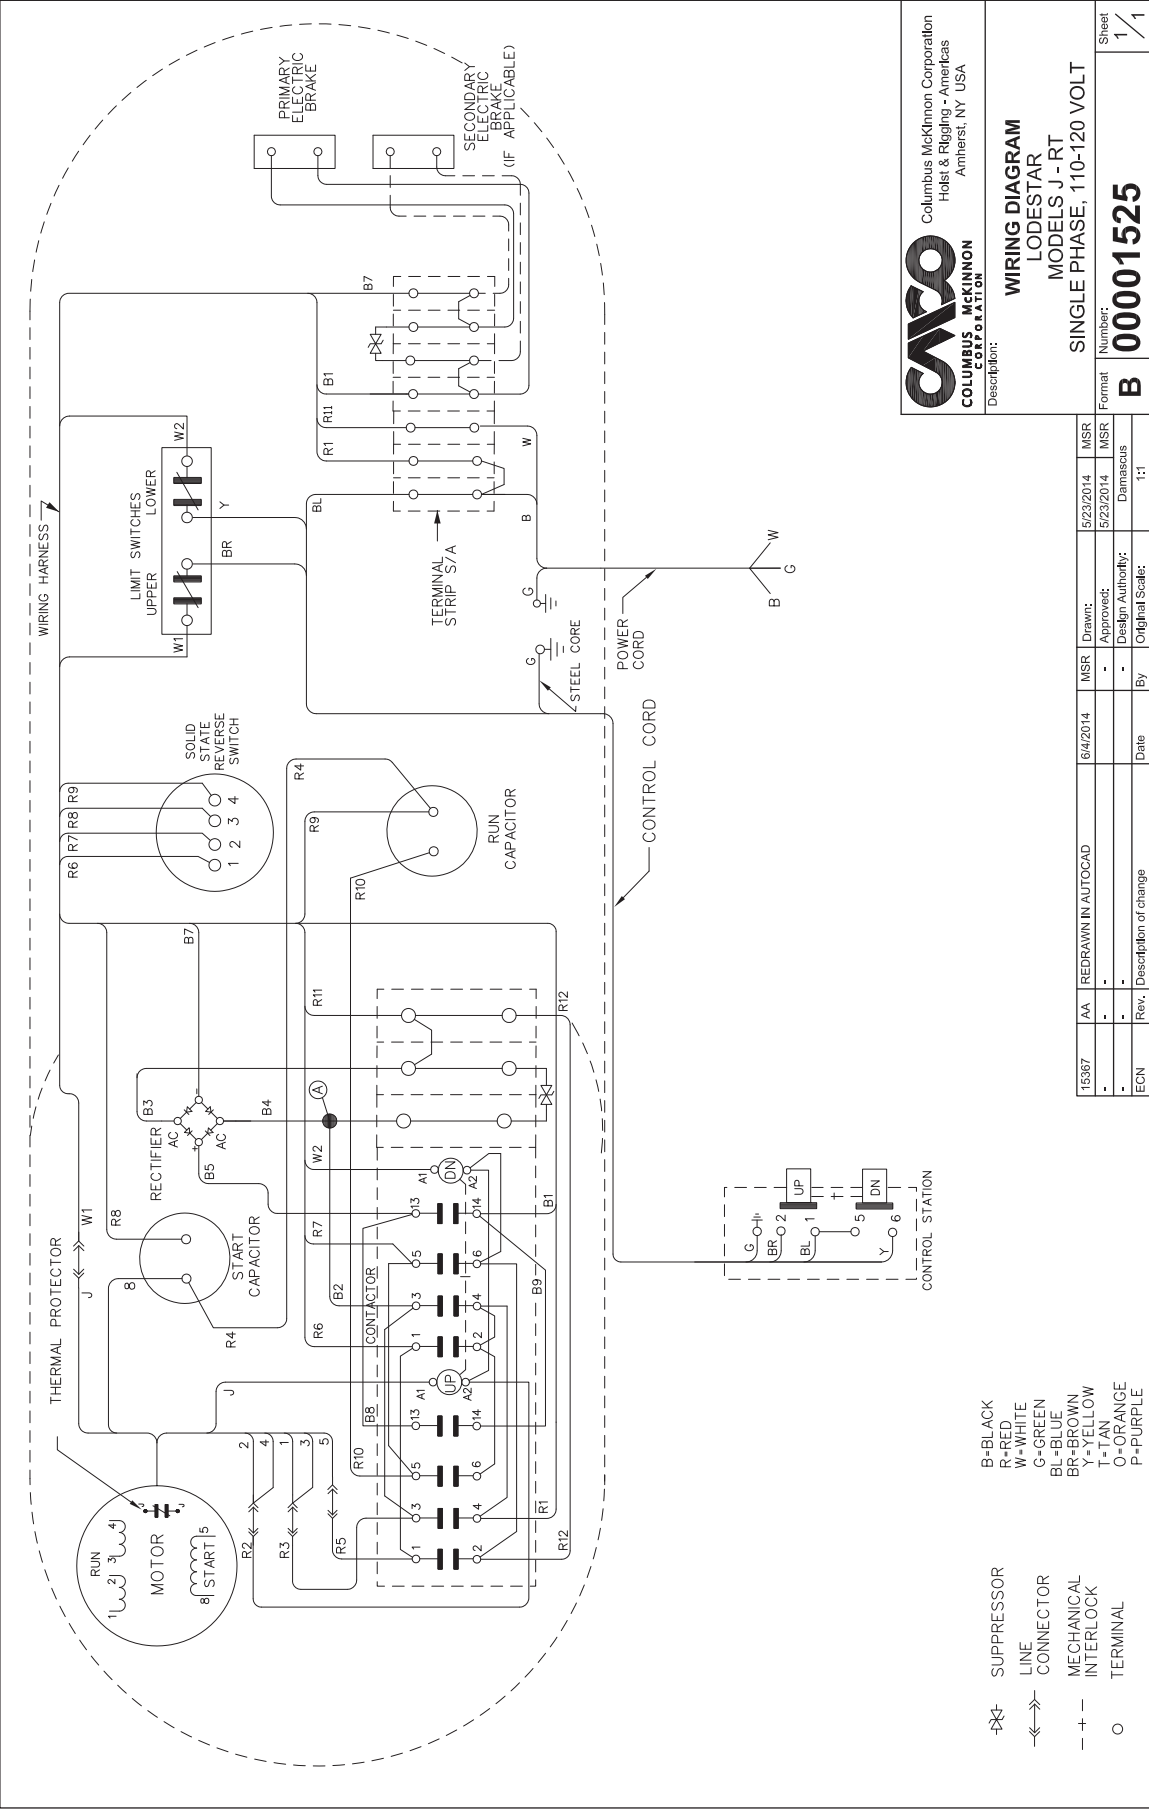 WIRING HARNESS
PRIMARY
ELECTRIC
BRAKE
SECONDARY
ELECTRIC
BRAKE
(IF APPLICABLE)
LIMIT SWITCHES
UPPER
LOWER
W1
W2
BR
Y
SOLID
STATE
REVERSE
SWITCH
1
2
3
4
R6
R7
R8
R9
THERMAL PROTECTOR
J
W1
RUN
1
2
3
4
MOTOR
8
START
5
J
J
START
CAPACITOR
8
R8
R4
RECTIFIER
AC
AC
+
-
B3
B4
B5
B7
RUN
CAPACITOR
R4
R9
R10
J
2
4
1
3
5
R2
R3
R5
R10
B8
CONTACTOR
R6
B2
R7
W2
A
R11
A1
UP
A2
A1
DN
A2
1
3
5
13
1
3
5
13
2
4
6
14
2
4
6
14
R12
R1
B9
B1
R12
BL
R1
R11
B1
B7
TERMINAL
STRIP S/A
B
W
G
G
STEEL CORE
POWER
CORD
B
G
W
CONTROL CORD
G
BR
BL
Y
2
1
5
6
UP
DN
CONTROL STATION
SUPPRESSOR
LINE
CONNECTOR
MECHANICAL
INTERLOCK
TERMINAL
B=BLACK
R=RED
W=WHITE
G=GREEN
BL=BLUE
BR=BROWN
Y=YELLOW
T=TAN
O=ORANGE
P=PURPLE
15367 AA REDRAWN IN AUTOCAD 6/4/2014 MSR
- - - - -
- - - - -
ECN Rev. Description of change Date By
Drawn: 5/23/2014 MSR
Approved: 5/23/2014 MSR
Design Authority: Damascus
Original Scale: 1:1
COLUMBUS McKINNON
CORPORATION
Columbus McKinnon Corporation
Hoist & Rigging - Americas
Amherst, NY USA
Description:
WIRING DIAGRAM
LODESTAR
MODELS J - RT
SINGLE PHASE, 110-120 VOLT
Format
B
Number:
00001525
Sheet
1/1